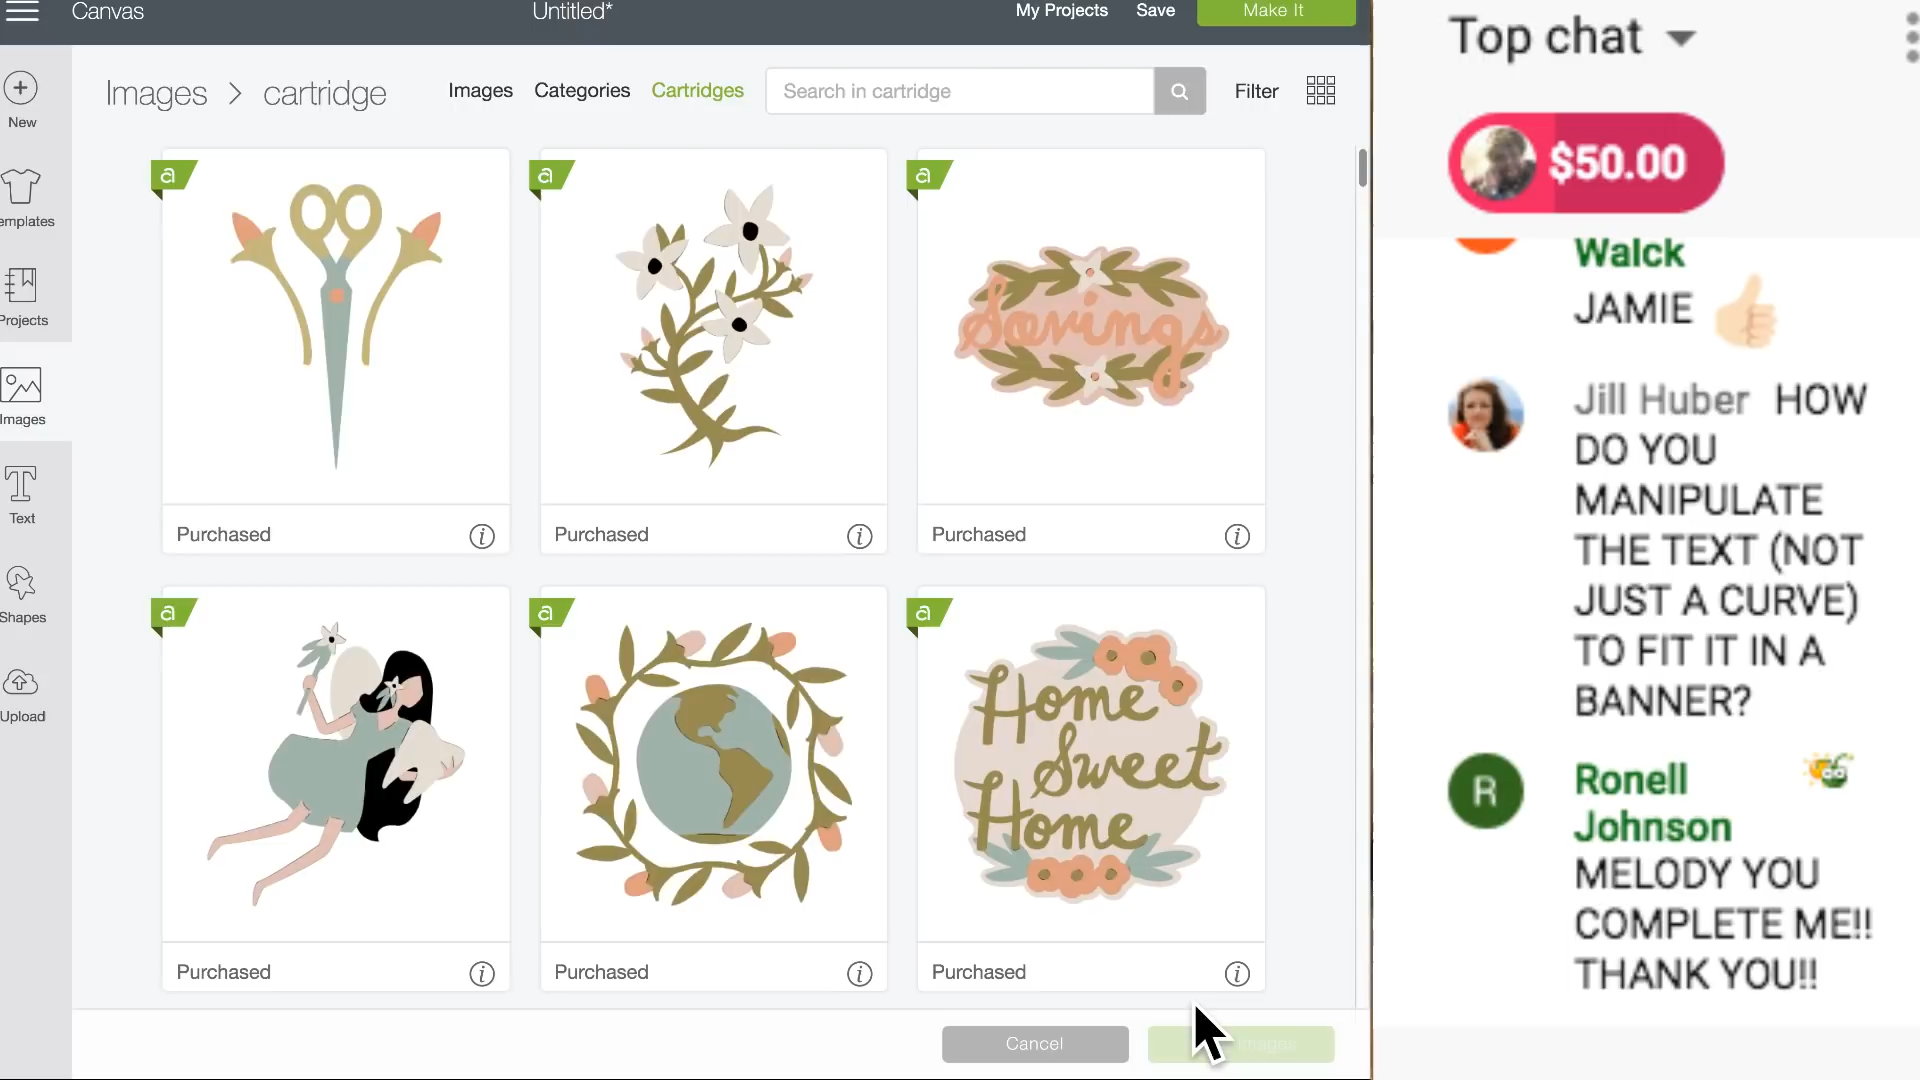 Canvas
Untitled*
My Projects
Save
Make It
Images > cartridge
Images
Categories
Cartridges
Search in cartridge
Filter
New
emplates
Projects
Images
Text
Shapes
Upload
a
a
a
Savings
Purchased
Purchased
Purchased
a
a
a
Home
Sweet
Home
Purchased
Purchased
Purchased
Cancel
Images
Top chat
$50.00
Walck
JAMIE
Jill Huber HOW
DO YOU
MANIPULATE
THE TEXT (NOT
JUST A CURVE)
TO FIT IT IN A
BANNER?
R
Ronell
Johnson
MELODY YOU
COMPLETE ME!!
THANK YOU!!